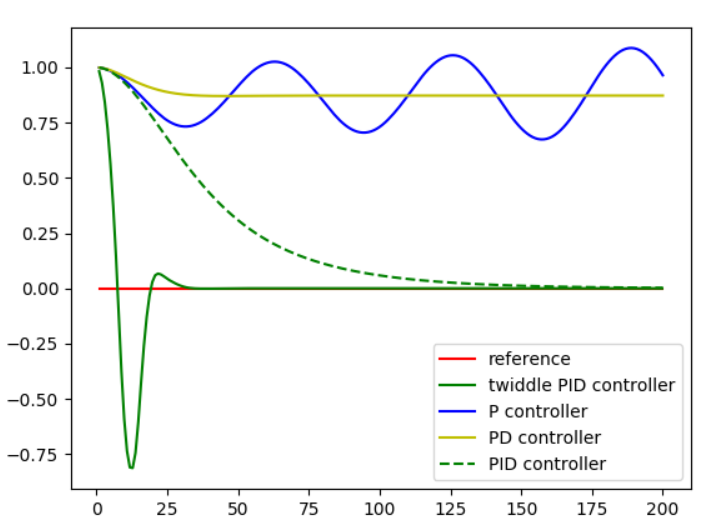 1.00
0.75
0.50
0.25
0.00
−0.25
−0.50
−0.75
0 25 50 75 100 125 150 175 200
reference
twiddle PID controller
P controller
PD controller
PID controller